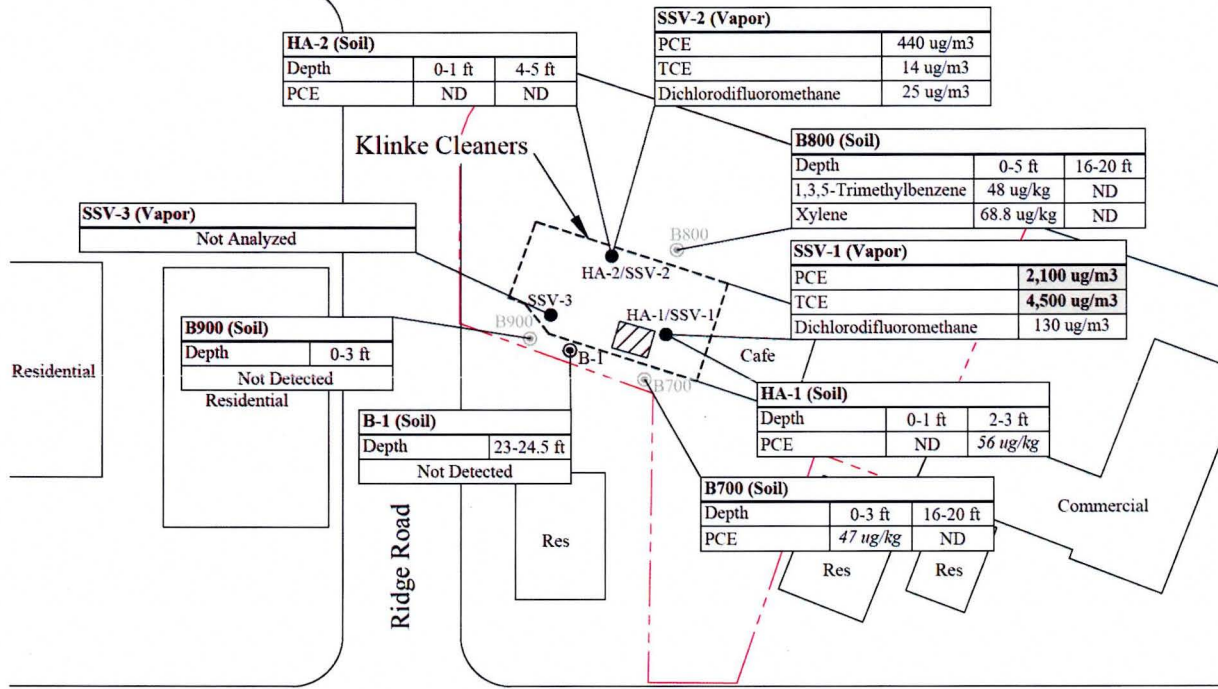 SSV-2 (Vapor)
PCE 440 ug/m3
TCE 14 ug/m3
Dichlorodifluoromethane 25 ug/m3
HA-2 (Soil)
Depth 0-1 ft 4-5 ft
PCE ND ND
Klinke Cleaners
B800 (Soil)
Depth 0-5 ft 16-20 ft
1,3,5-Trimethylbenzene 48 ug/kg ND
Xylene 68.8 ug/kg ND
SSV-3 (Vapor)
Not Analyzed
B800
HA-2/SSV-2
SSV-1 (Vapor)
PCE 2,100 ug/m3
TCE 4,500 ug/m3
Dichlorodifluoromethane 130 ug/m3
SSV-3
HA-1/SSV-1
B900
B-1
Cafe
B700
B900 (Soil)
Depth 0-3 ft
Not Detected
Residential
Residential
HA-1 (Soil)
Depth 0-1 ft 2-3 ft
PCE ND 56 ug/kg
B-1 (Soil)
Depth 23-24.5 ft
Not Detected
B700 (Soil)
Depth 0-3 ft 16-20 ft
PCE 47 ug/kg ND
Commercial
Res
Res
Res
Ridge Road